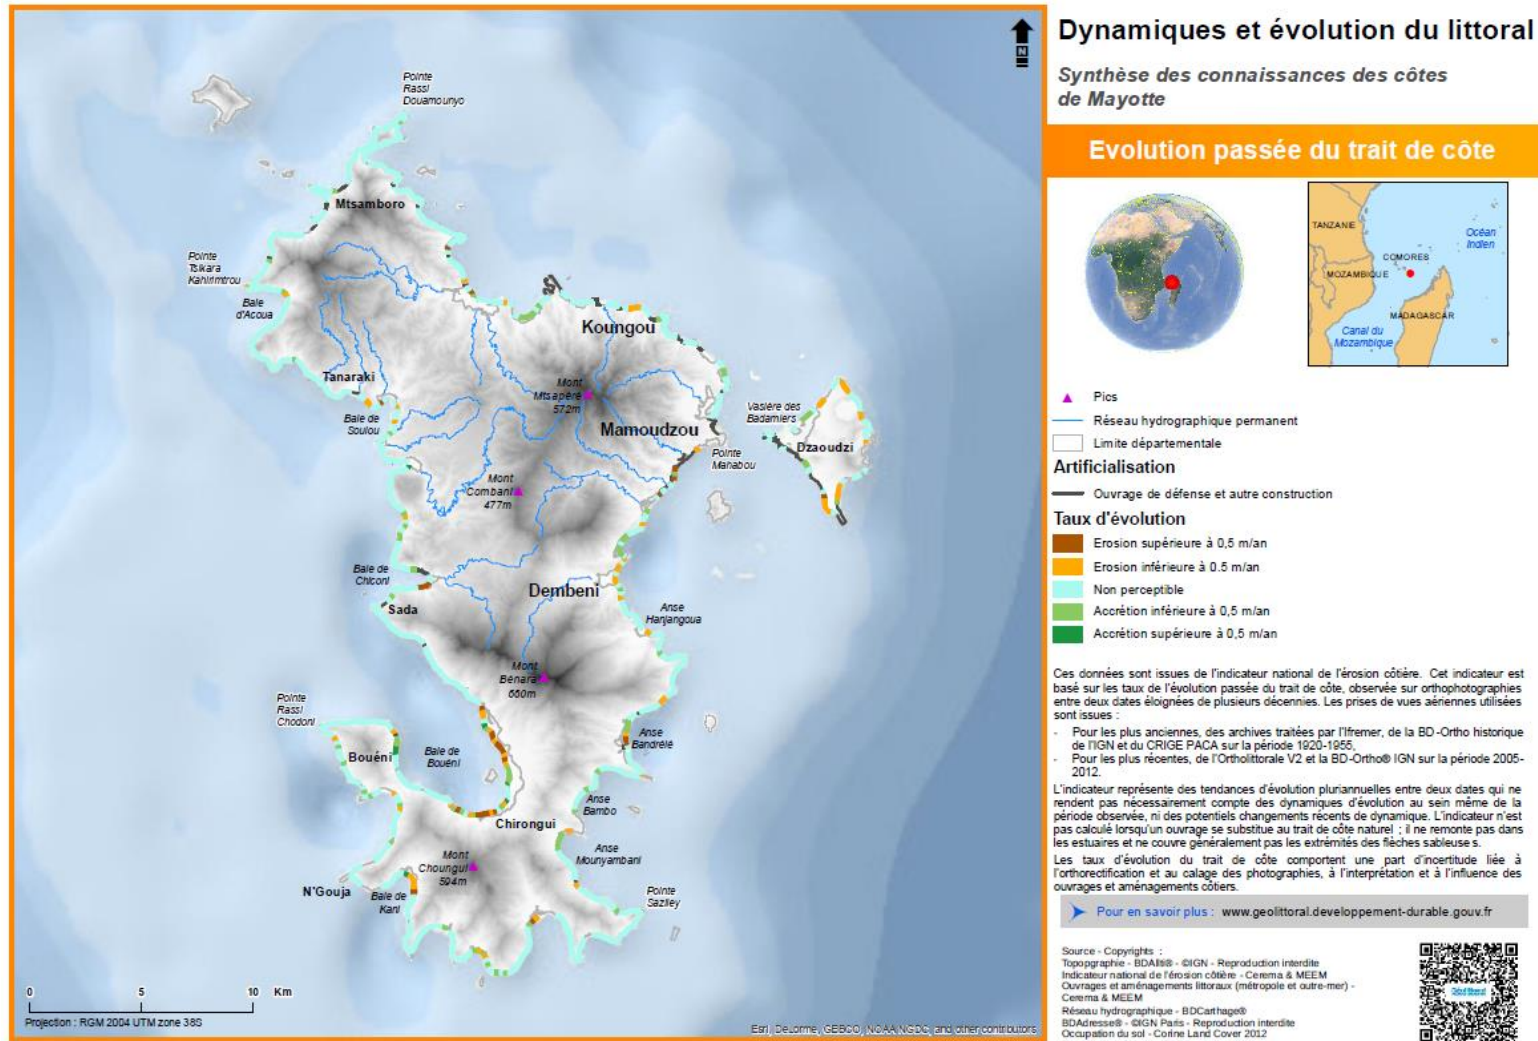 Dynamiques et évolution du littoral
Synthèse des connaissances des côtes
de Mayotte
Evolution passée du trait de côte
N
Pointe
Rassi
Douamounyo
Mtsamboro
Pointe
Tsikara
Kahirimtrou
Baie
d'Acoua
Koungou
Tanaraki
Mont
Mtsapéré
572m
Baie de
Soulou
Mamoudzou
Vasière des
Badamiers
Dzaoudzi
Pointe
Mahabou
Mont
Combani
477m
Baie de
Chiconi
Dembeni
Sada
Anse
Hanjangoua
Mont
Bénara
660m
Pointe
Rassi
Chodoni
Bouéni
Baie de
Bouéni
Anse
Bandrélé
Anse
Bambo
Chirongui
Anse
Mounyambani
Mont
Choungui
594m
N'Gouja
Baie de
Kani
Pointe
Saziley
0 5 10 Km
Projection : RGM 2004 UTM zone 38S
Esri, DeLorme, GEBCO, NOAA NGDC, and other contributors
TANZANIE
Océan
Indien
COMORES
MOZAMBIQUE
MADAGASCAR
Canal du
Mozambique
Pics
Réseau hydrographique permanent
Limite départementale
Artificialisation
Ouvrage de défense et autre construction
Taux d'évolution
Erosion supérieure à 0,5 m/an
Erosion inférieure à 0.5 m/an
Non perceptible
Accrétion inférieure à 0,5 m/an
Accrétion supérieure à 0,5 m/an
Ces données sont issues de l'indicateur national de l'érosion côtière. Cet indicateur est
basé sur les taux de l'évolution passée du trait de côte, observée sur orthophotographies
entre deux dates éloignées de plusieurs décennies. Les prises de vues aériennes utilisées
sont issues :
- Pour les plus anciennes, des archives traitées par l'Ifremer, de la BD-Ortho historique
de l'IGN et du CRIGE PACA sur la période 1920-1955,
- Pour les plus récentes, de l'Ortholittorale V2 et la BD-Ortho® IGN sur la période 2005-
2012.
L'indicateur représente des tendances d'évolution pluriannuelles entre deux dates qui ne
rendent pas nécessairement compte des dynamiques d'évolution au sein même de la
période observée, ni des potentiels changements récents de dynamique. L'indicateur n'est
pas calculé lorsqu'un ouvrage se substitue au trait de côte naturel ; il ne remonte pas dans
les estuaires et ne couvre généralement pas les extrémités des flèches sableuses.
Les taux d'évolution du trait de côte comportent une part d'incertitude liée à
l'orthorectification et au calage des photographies, à l'interprétation et à l'influence des
ouvrages et aménagements côtiers.
Pour en savoir plus : www.geolittoral.developpement-durable.gouv.fr
Source - Copyrights :
Topopgraphie - BDAlti® - ©IGN - Reproduction interdite
Indicateur national de l'érosion côtière - Cerema & MEEM
Ouvrages et aménagements littoraux (métropole et outre-mer) -
Cerema & MEEM
Réseau hydrographique - BDCarthage®
BDAdresse® - ©IGN Paris - Reproduction interdite
Occupation du sol - Corine Land Cover 2012